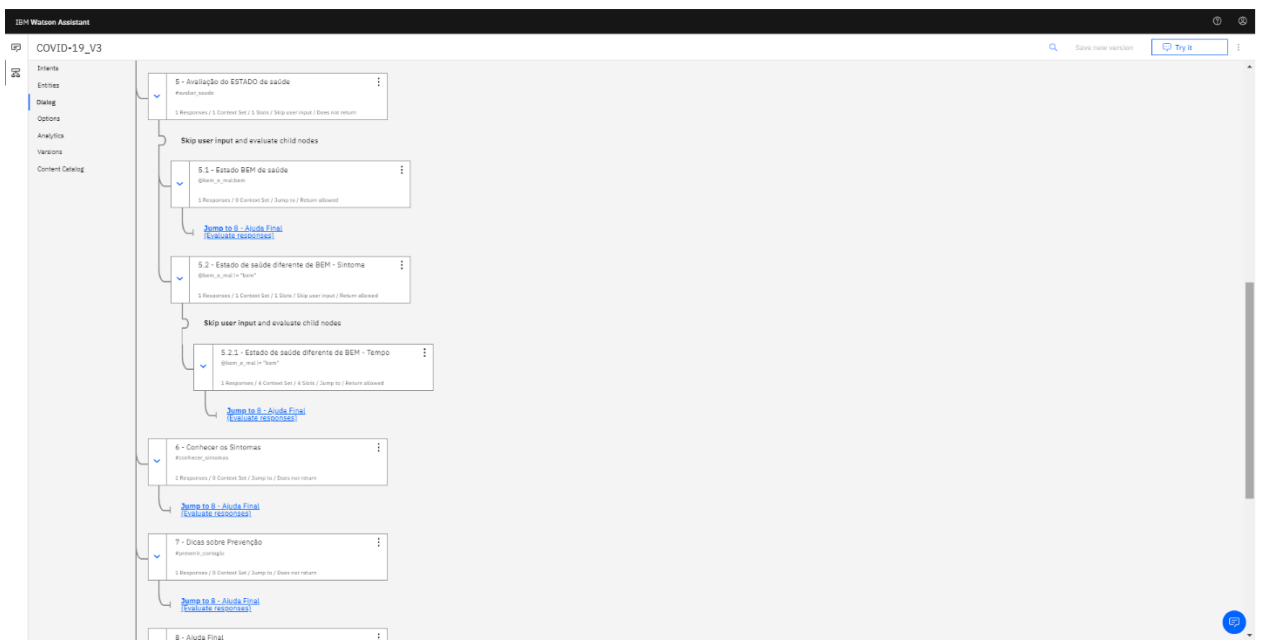 IBM Watson Assistant
COVID-19_V3
Save new version
Try it
Intents
Entities
Dialog
Options
Analytics
Versions
Content Catalog
5 - Avaliação do ESTADO de saúde
#avaliar_saude
1 Responses / 1 Context Set / 1 Slots / Skip user input / Does not return
Skip user input and evaluate child nodes
5.1 - Estado BEM de saúde
@bem_e_mal:bem
1 Responses / 0 Context Set / Jump to / Return allowed
Jump to 8 - Ajuda Final
(Evaluate responses)
5.2 - Estado de saúde diferente de BEM - Sintoma
@bem_e_mal != "bem"
1 Responses / 1 Context Set / 1 Slots / Skip user input / Return allowed
Skip user input and evaluate child nodes
5.2.1 - Estado de saúde diferente de BEM - Tempo
@bem_e_mal != "bem"
1 Responses / 4 Context Set / 4 Slots / Jump to / Return allowed
Jump to 8 - Ajuda Final
(Evaluate responses)
6 - Conhecer os Sintomas
#conhecer_sintomas
1 Responses / 0 Context Set / Jump to / Does not return
Jump to 8 - Ajuda Final
(Evaluate responses)
7 - Dicas sobre Prevenção
#prevenir_contagio
1 Responses / 0 Context Set / Jump to / Does not return
Jump to 8 - Ajuda Final
(Evaluate responses)
8 - Ajuda Final